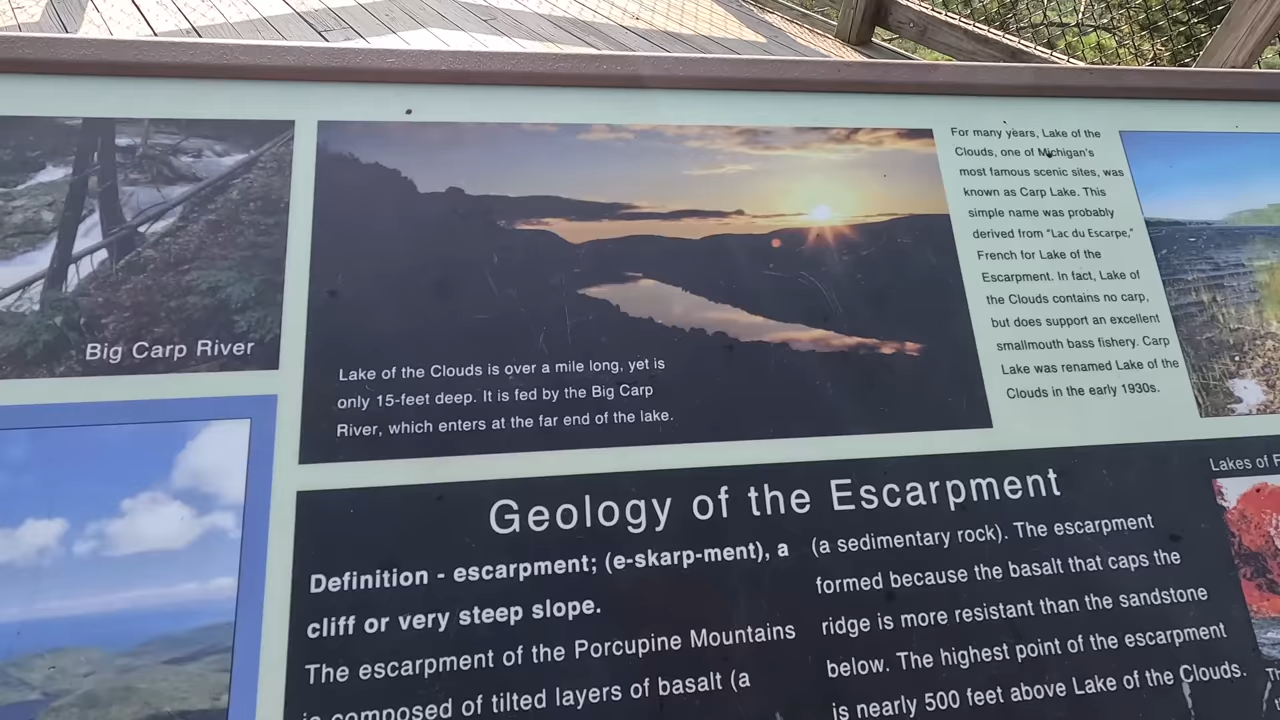 Big Carp River
Lake of the Clouds is over a mile long, yet is
only 15-feet deep. It is fed by the Big Carp
River, which enters at the far end of the lake.
For many years, Lake of the
Clouds, one of Michigan's
most famous scenic sites, was
known as Carp Lake. This
simple name was probably
derived from "Lac du Escarpe,"
French for Lake of the
Escarpment. In fact, Lake of
the Clouds contains no carp,
but does support an excellent
smallmouth bass fishery. Carp
Lake was renamed Lake of the
Clouds in the early 1930s.
Geology of the Escarpment
Definition - escarpment; (e-skarp-ment), a
cliff or very steep slope.
The escarpment of the Porcupine Mountains
is composed of tilted layers of basalt (a
(a sedimentary rock). The escarpment
formed because the basalt that caps the
ridge is more resistant than the sandstone
below. The highest point of the escarpment
is nearly 500 feet above Lake of the Clouds.
Lakes of